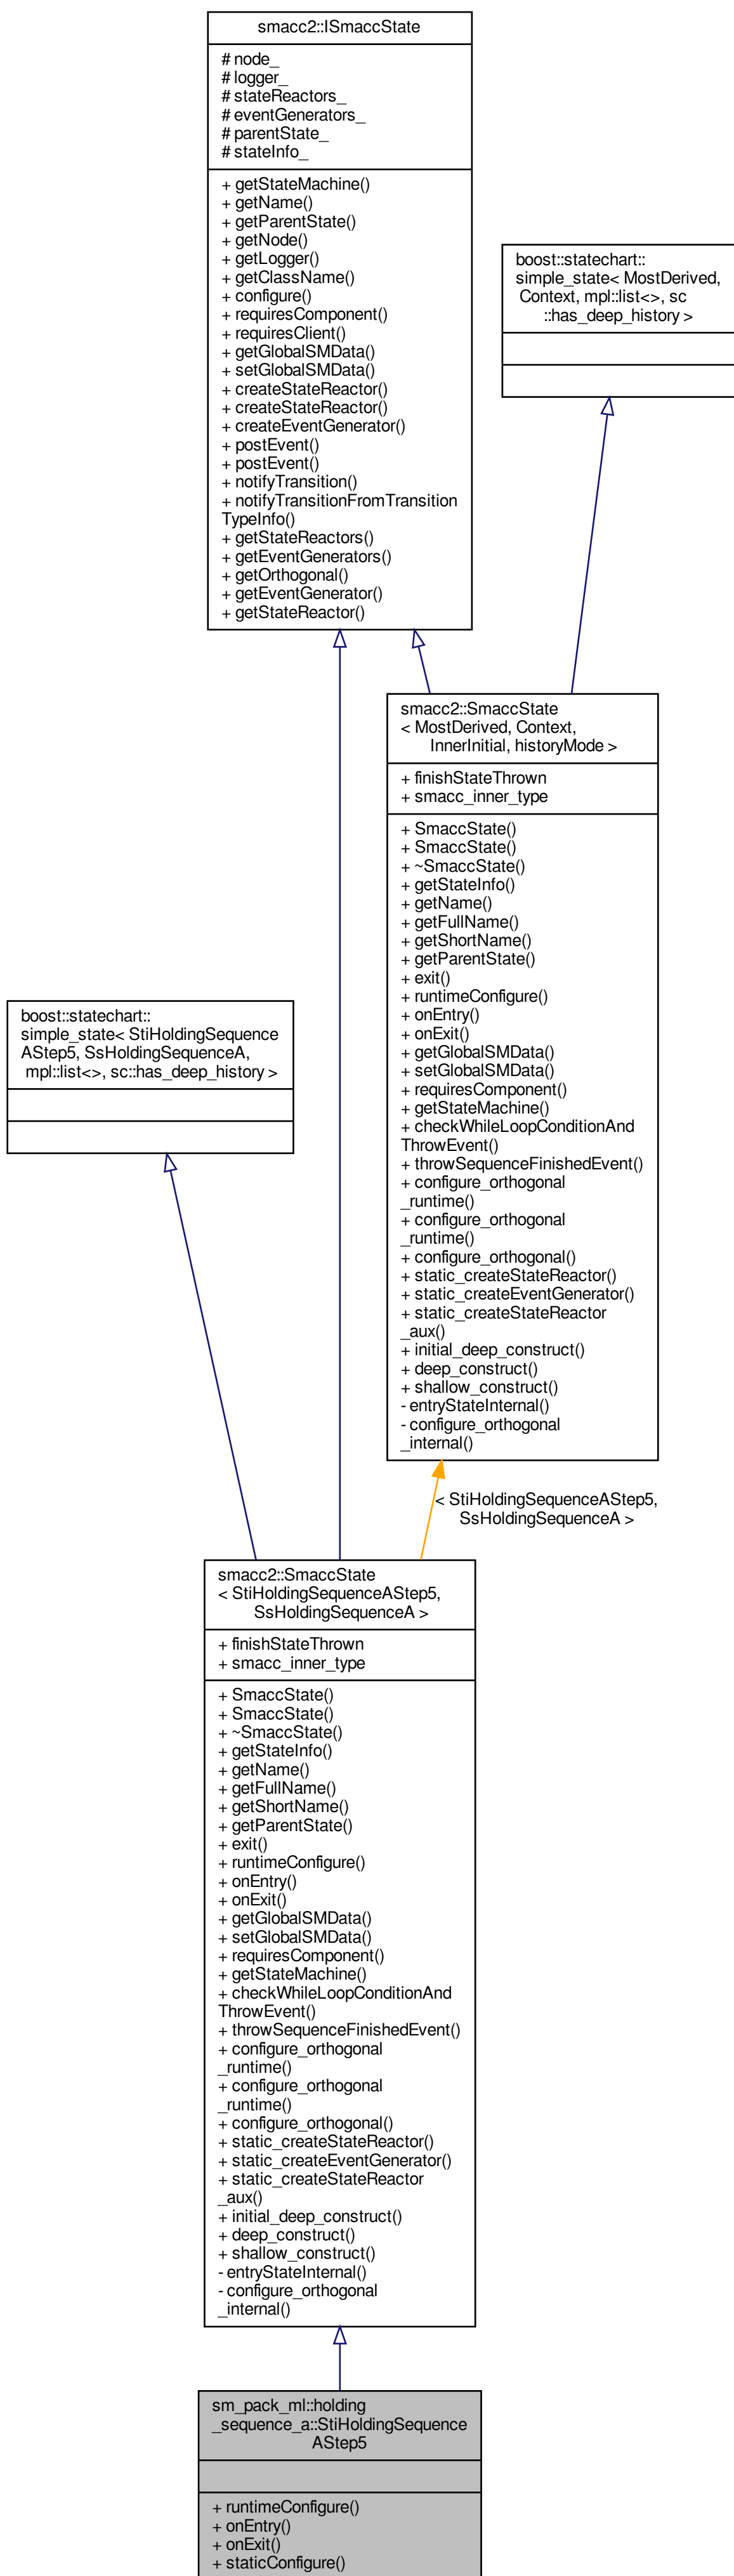 smacc2::ISmaccState
# node_
# logger_
# stateReactors_
# eventGenerators_
# parentState_
# stateInfo_
+ getStateMachine()
+ getName()
+ getParentState()
+ getNode()
+ getLogger()
+ getClassName()
+ configure()
+ requiresComponent()
+ requiresClient()
+ getGlobalSMData()
+ setGlobalSMData()
+ createStateReactor()
+ createStateReactor()
+ createEventGenerator()
+ postEvent()
+ postEvent()
+ notifyTransition()
+ notifyTransitionFromTransition
TypeInfo()
+ getStateReactors()
+ getEventGenerators()
+ getOrthogonal()
+ getEventGenerator()
+ getStateReactor()
boost::statechart::
simple_state< MostDerived,
Context, mpl::list<>, sc
::has_deep_history >
smacc2::SmaccState
< MostDerived, Context,
InnerInitial, historyMode >
+ finishStateThrown
+ smacc_inner_type
+ SmaccState()
+ SmaccState()
+ ~SmaccState()
+ getStateInfo()
+ getName()
+ getFullName()
+ getShortName()
+ getParentState()
+ exit()
+ runtimeConfigure()
+ onEntry()
+ onExit()
+ getGlobalSMData()
+ setGlobalSMData()
+ requiresComponent()
+ getStateMachine()
+ checkWhileLoopConditionAnd
ThrowEvent()
+ throwSequenceFinishedEvent()
+ configure_orthogonal
_runtime()
+ configure_orthogonal
_runtime()
+ configure_orthogonal()
+ static_createStateReactor()
+ static_createEventGenerator()
+ static_createStateReactor
_aux()
+ initial_deep_construct()
+ deep_construct()
+ shallow_construct()
- entryStateInternal()
- configure_orthogonal
_internal()
boost::statechart::
simple_state< StiHoldingSequence
AStep5, SsHoldingSequenceA,
mpl::list<>, sc::has_deep_history >
< StiHoldingSequenceAStep5,
SsHoldingSequenceA >
smacc2::SmaccState
< StiHoldingSequenceAStep5,
SsHoldingSequenceA >
+ finishStateThrown
+ smacc_inner_type
+ SmaccState()
+ SmaccState()
+ ~SmaccState()
+ getStateInfo()
+ getName()
+ getFullName()
+ getShortName()
+ getParentState()
+ exit()
+ runtimeConfigure()
+ onEntry()
+ onExit()
+ getGlobalSMData()
+ setGlobalSMData()
+ requiresComponent()
+ getStateMachine()
+ checkWhileLoopConditionAnd
ThrowEvent()
+ throwSequenceFinishedEvent()
+ configure_orthogonal
_runtime()
+ configure_orthogonal
_runtime()
+ configure_orthogonal()
+ static_createStateReactor()
+ static_createEventGenerator()
+ static_createStateReactor
_aux()
+ initial_deep_construct()
+ deep_construct()
+ shallow_construct()
- entryStateInternal()
- configure_orthogonal
_internal()
sm_pack_ml::holding
_sequence_a::StiHoldingSequence
AStep5
+ runtimeConfigure()
+ onEntry()
+ onExit()
+ staticConfigure()